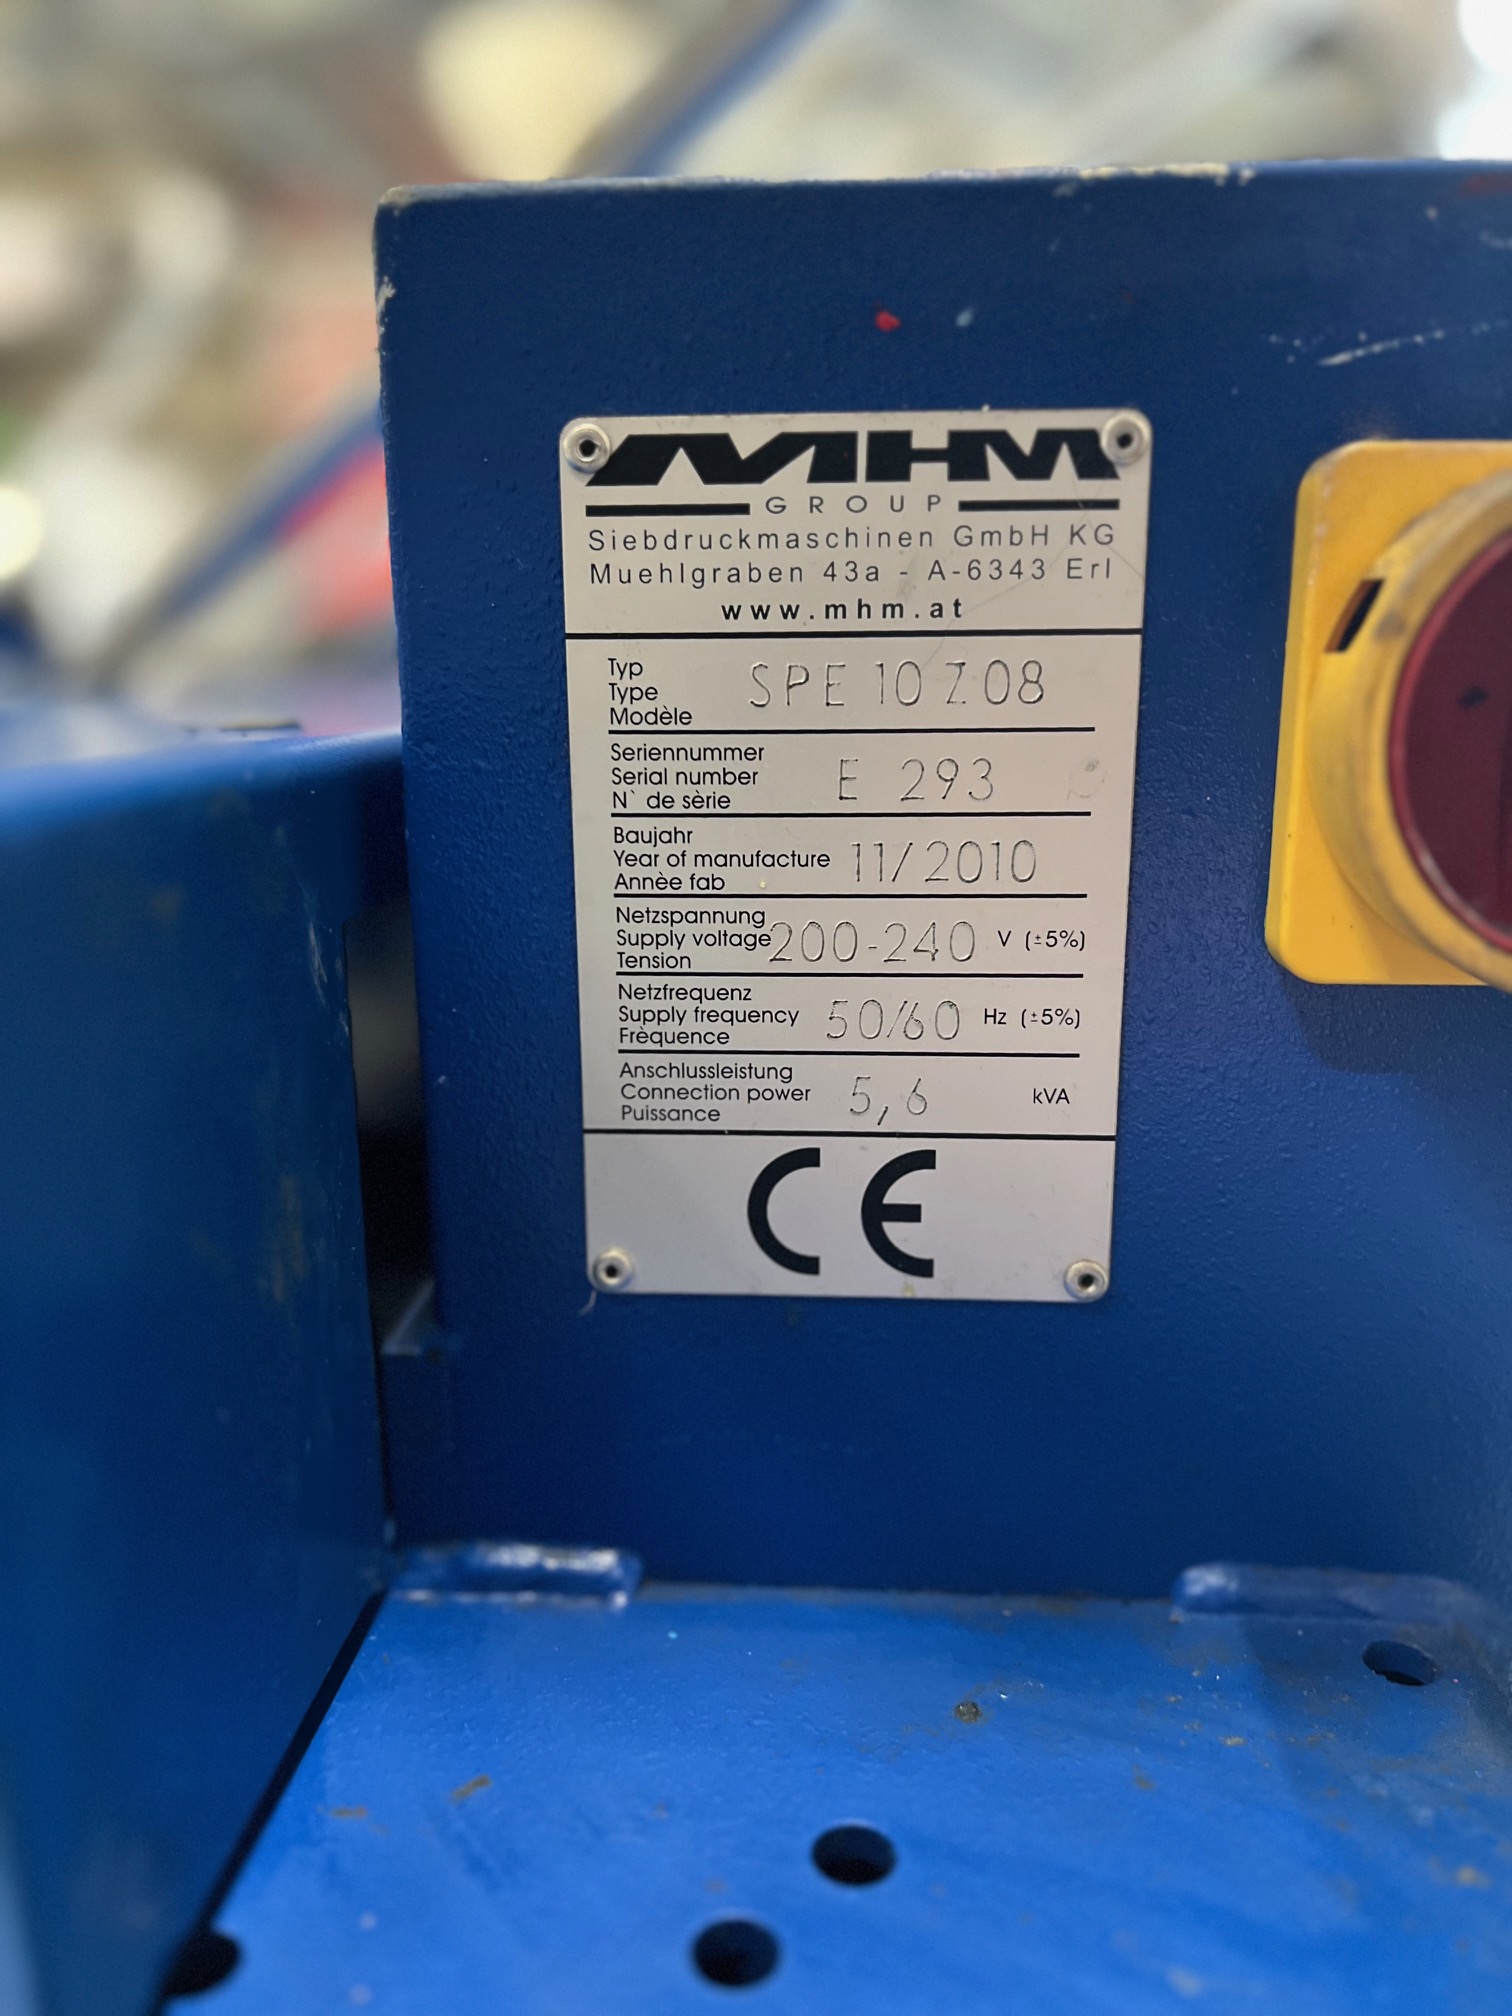 MHM
GROUP
Siebdruckmaschinen GmbH KG
Muehlgraben 43a - A-6343 Erl
www.mhm.at
Typ
Type
Modèle
SPE 10 Z 08
Seriennummer
Serial number
N` de sèrie
E 293
Baujahr
Year of manufacture
Annèe fab
11/2010
Netzspannung
Supply voltage
Tension
200-240 V (±5%)
Netzfrequenz
Supply frequency
Frèquence
50/60 Hz (±5%)
Anschlussleistung
Connection power
Puissance
5,6 kVA
CE